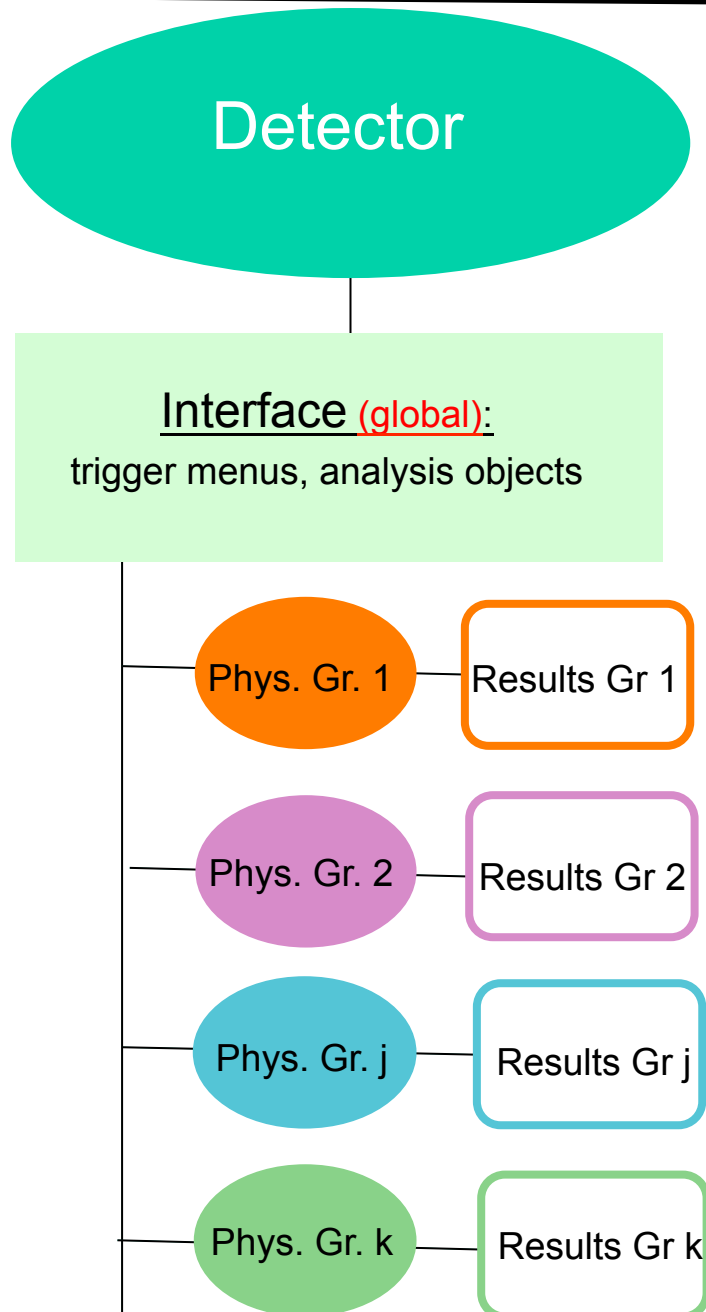 Detector
Interface (global):
trigger menus, analysis objects
Phys. Gr. 1
Results Gr 1
Phys. Gr. 2
Results Gr 2
Phys. Gr. j
Results Gr j
Phys. Gr. k
Results Gr k